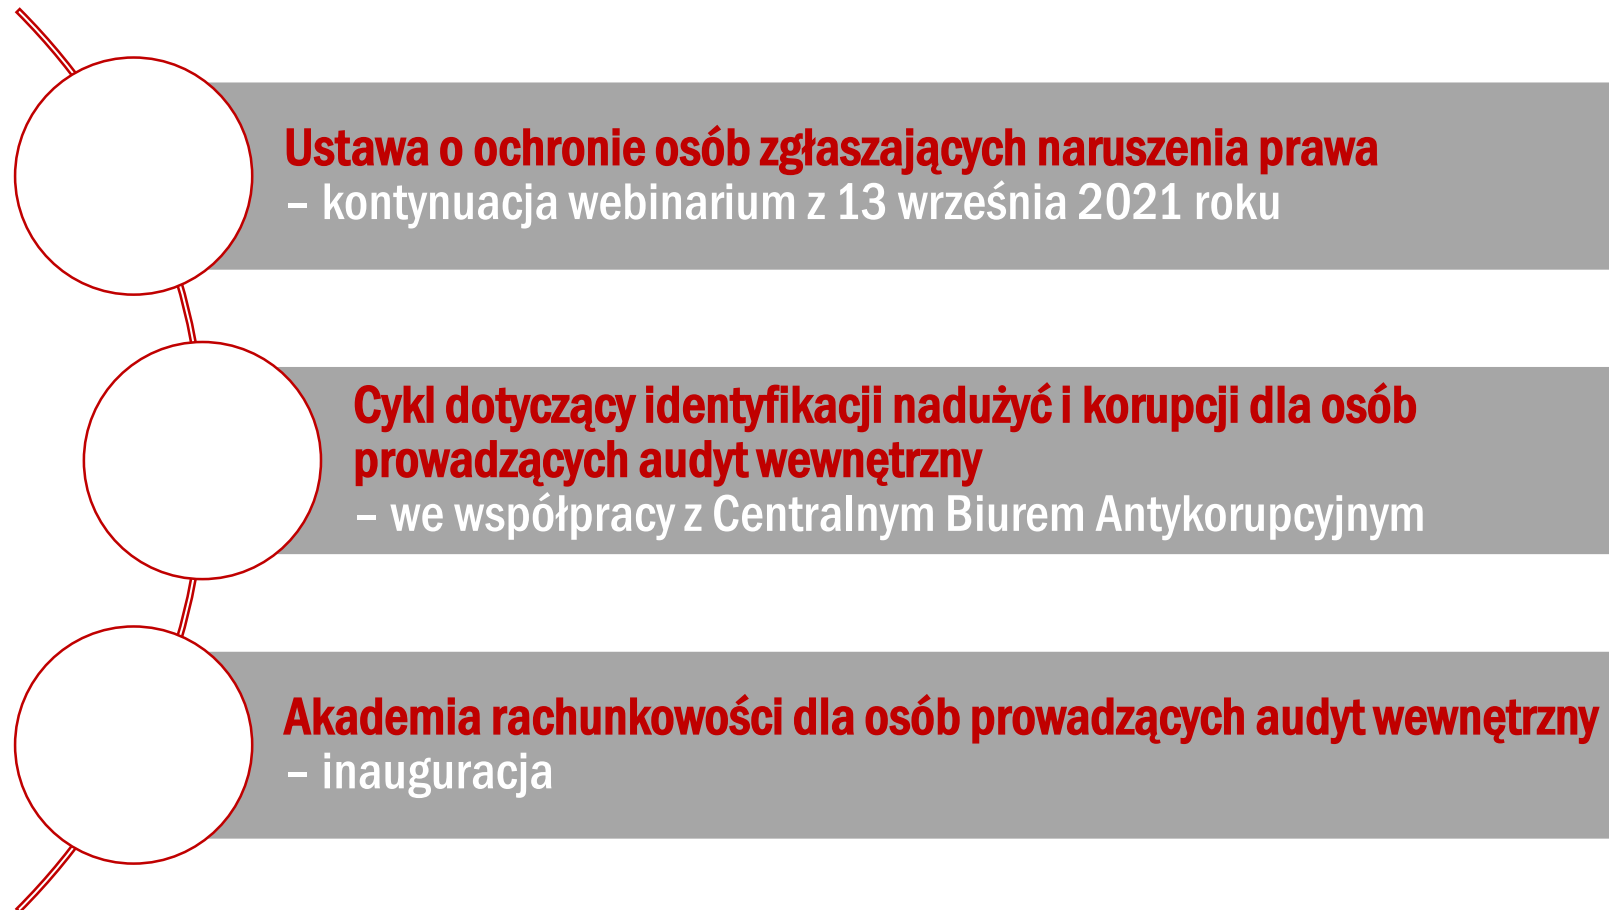 Ustawa o ochronie osób zgłaszających naruszenia prawa
– kontynuacja webinarium z 13 września 2021 roku
Cykl dotyczący identyfikacji nadużyć i korupcji dla osób
prowadzących audyt wewnętrzny
– we współpracy z Centralnym Biurem Antykorupcyjnym
Akademia rachunkowości dla osób prowadzących audyt wewnętrzny
– inauguracja